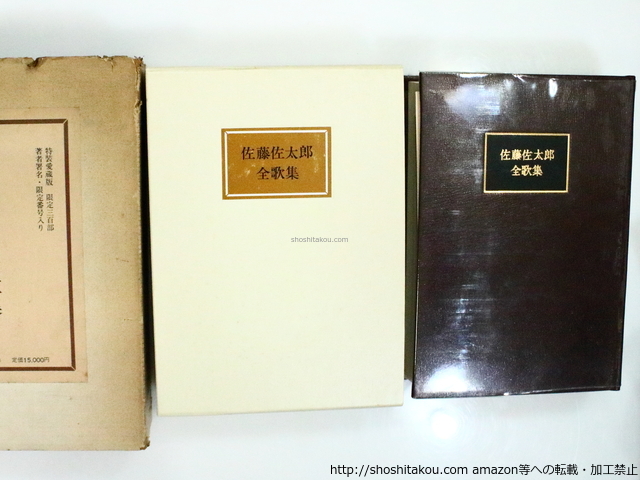 特装愛蔵版 限定三百部
著者署名・限定番号入り
定価15,000円
佐藤佐太郎
全歌集
佐藤佐太郎
全歌集
shoshitakou.com
http://shoshitakou.com amazon等への転載・加工禁止